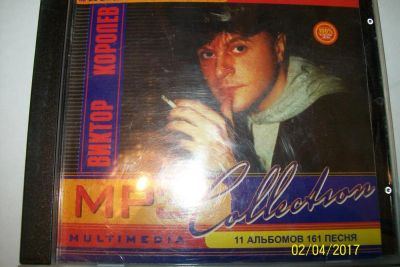 ВИКТОР КОРОЛЕВ
MP3
Collection
MULTIMEDIA
11 АЛЬБОМОВ 161 ПЕСНЯ
02/04/2017